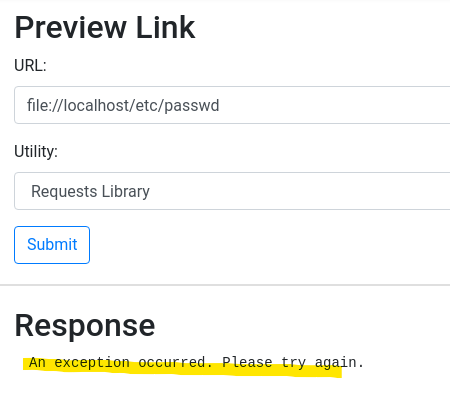 Preview Link
URL:
file://localhost/etc/passwd
Utility:
Requests Library
Submit
Response
An exception occurred. Please try again.